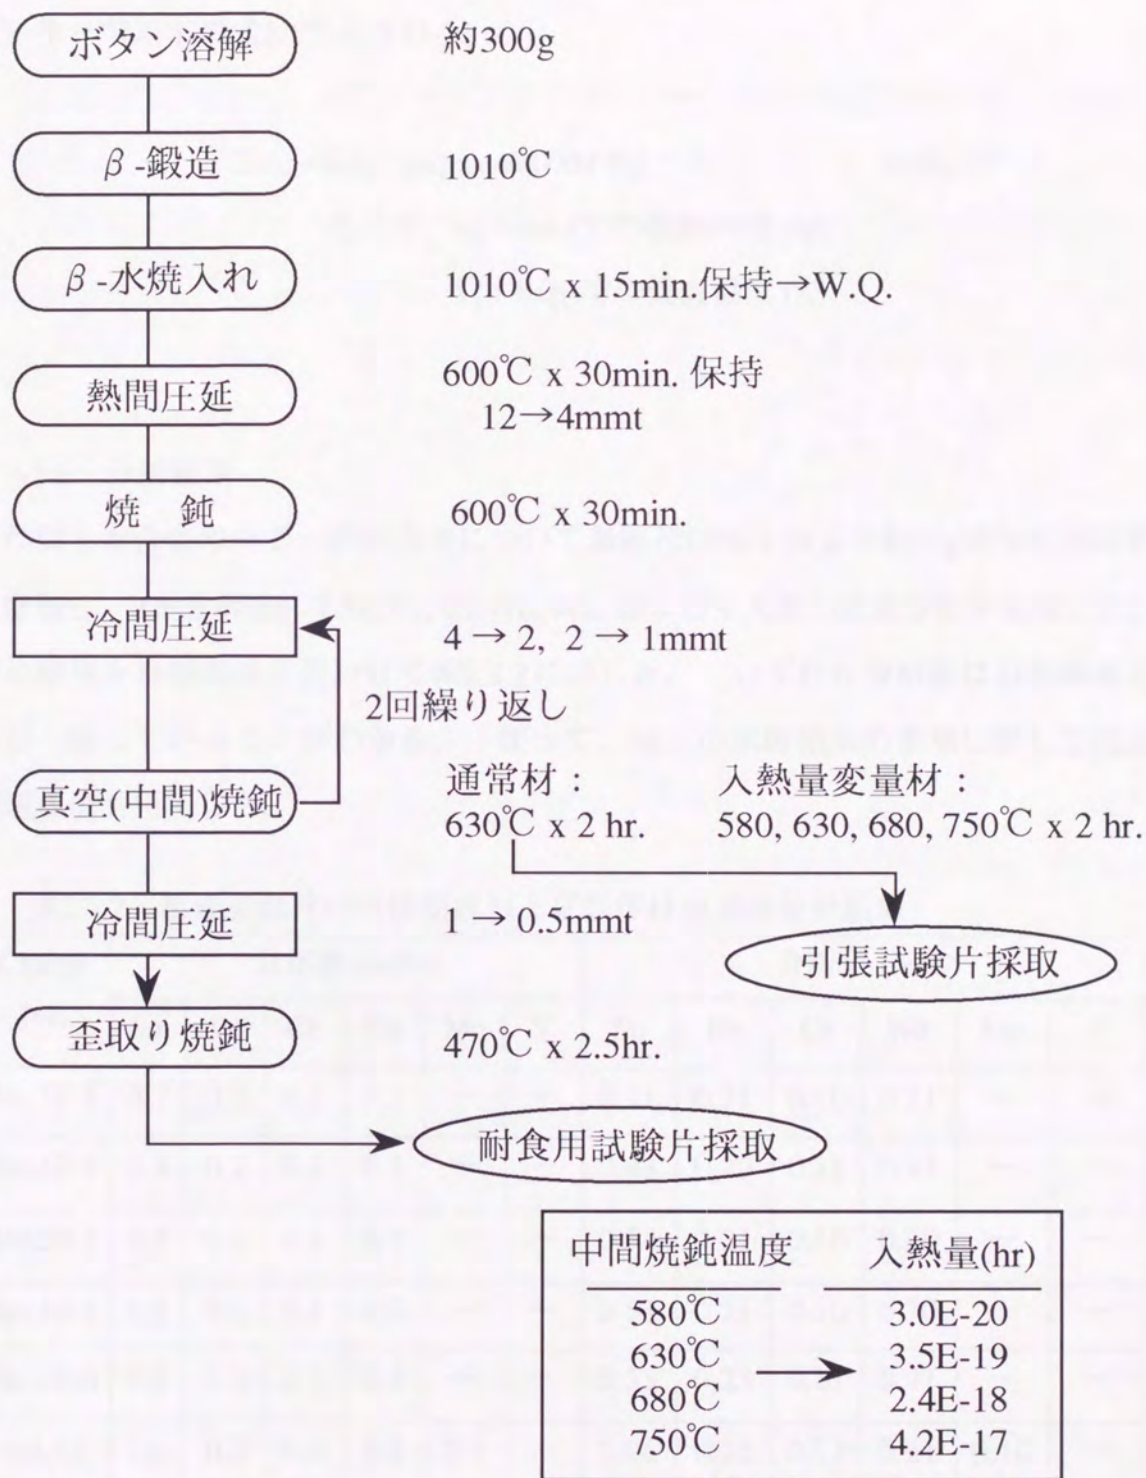 ボタン溶解 約300g
β-鍛造 1010℃
β-水焼入れ 1010℃ x 15min.保持→W.Q.
熱間圧延 600℃ x 30min. 保持
12→4mmt
焼 鈍 600℃ x 30min.
冷間圧延 4 → 2, 2 → 1mmt
2回繰り返し
真空(中間)焼鈍
通常材： 入熱量変量材：
630℃ x 2 hr. 580, 630, 680, 750℃ x 2 hr.
冷間圧延 1 → 0.5mmt
引張試験片採取
歪取り焼鈍 470℃ x 2.5hr.
耐食用試験片採取
中間焼鈍温度 入熱量(hr)
580℃ 3.0E-20
630℃ 3.5E-19
680℃ 2.4E-18
750℃ 4.2E-17